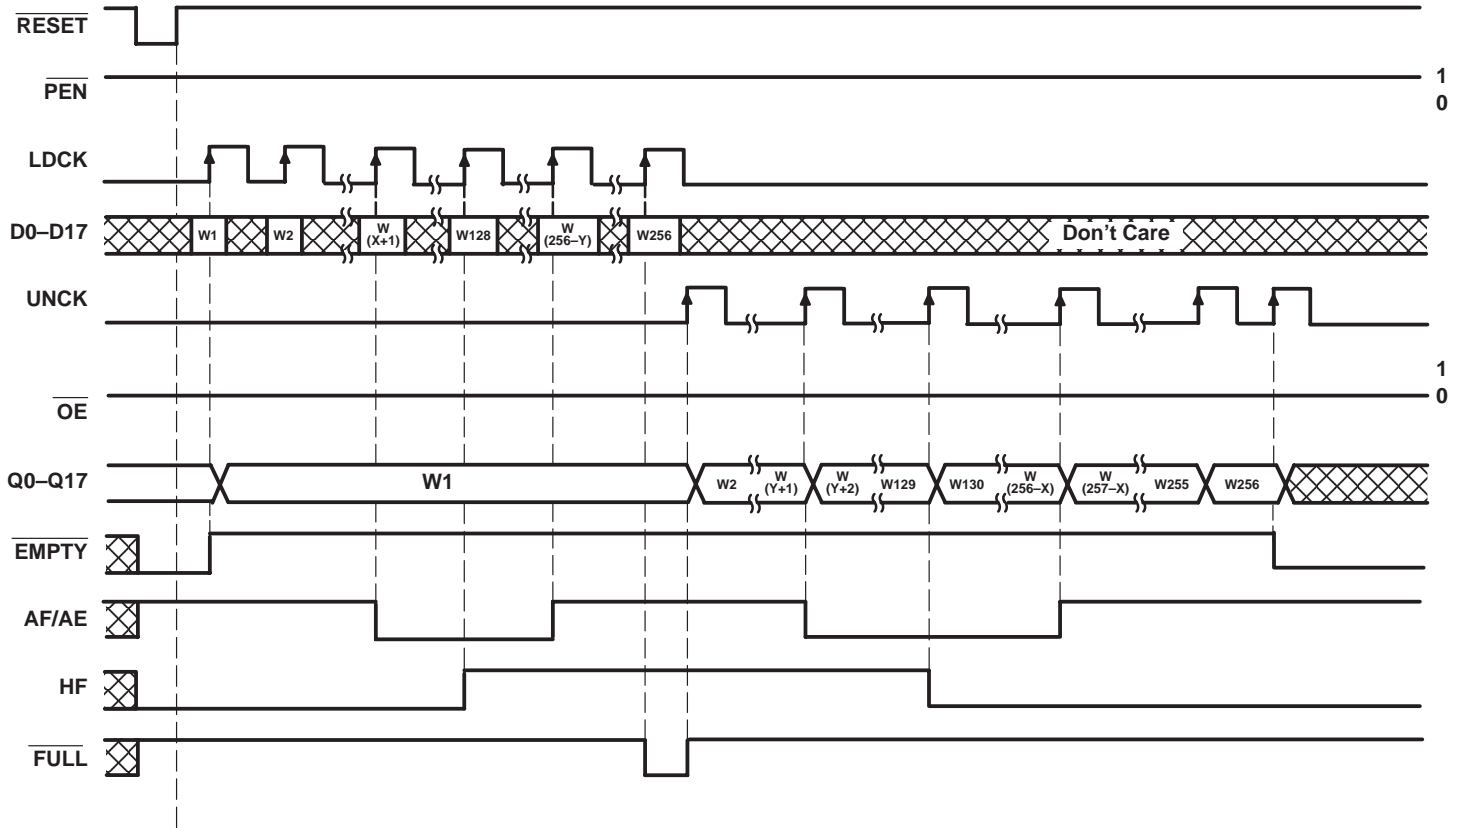 RESET
PEN
1
0
LDCK
D0–D17
W1
W2
W
(X+1)
W128
W
(256–Y)
W256
Don't Care
UNCK
1
0
OE
Q0–Q17
W1
W2
W
(Y+1)
W
(Y+2)
W129
W130
W
(256–X)
W
(257–X)
W255
W256
EMPTY
AF/AE
HF
FULL